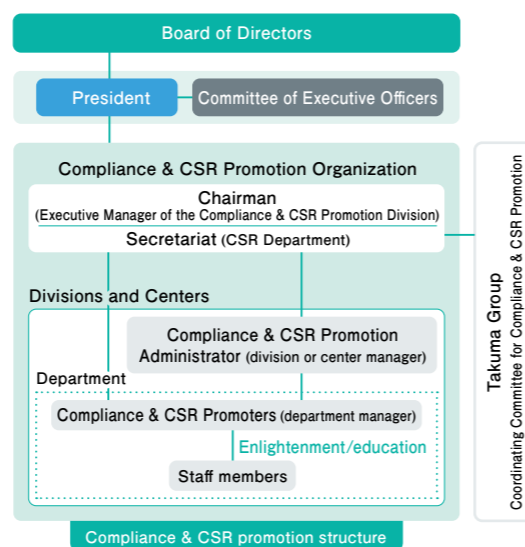 Board of Directors
President
Committee of Executive Officers
Compliance & CSR Promotion Organization
Chairman
(Executive Manager of the Compliance & CSR Promotion Division)
Secretariat (CSR Department)
Divisions and Centers
Compliance & CSR Promotion
Administrator (division or center manager)
Department
Compliance & CSR Promoters (department manager)
Enlightenment/education
Staff members
Compliance & CSR promotion structure
Takuma Group
Coordinating Committee for Compliance & CSR Promotion